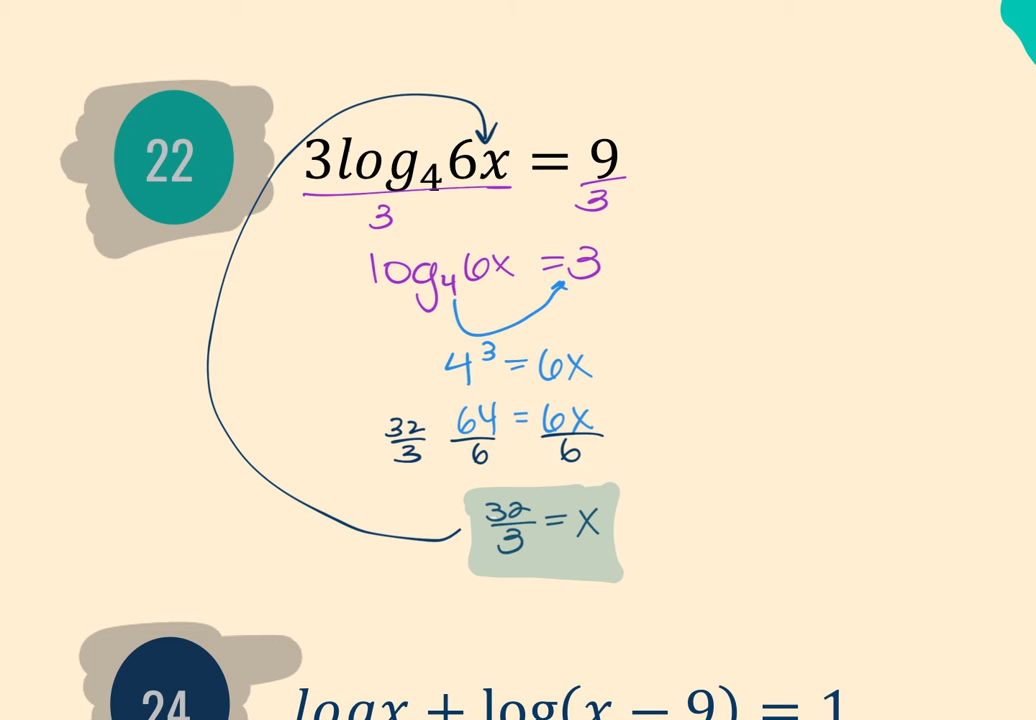 22
3log₄6x = 9
3 3
log₄6x = 3
4³ = 6x
32/3 64/6 = 6x/6
32/3 = x
24
logx + log(x − 9) = 1